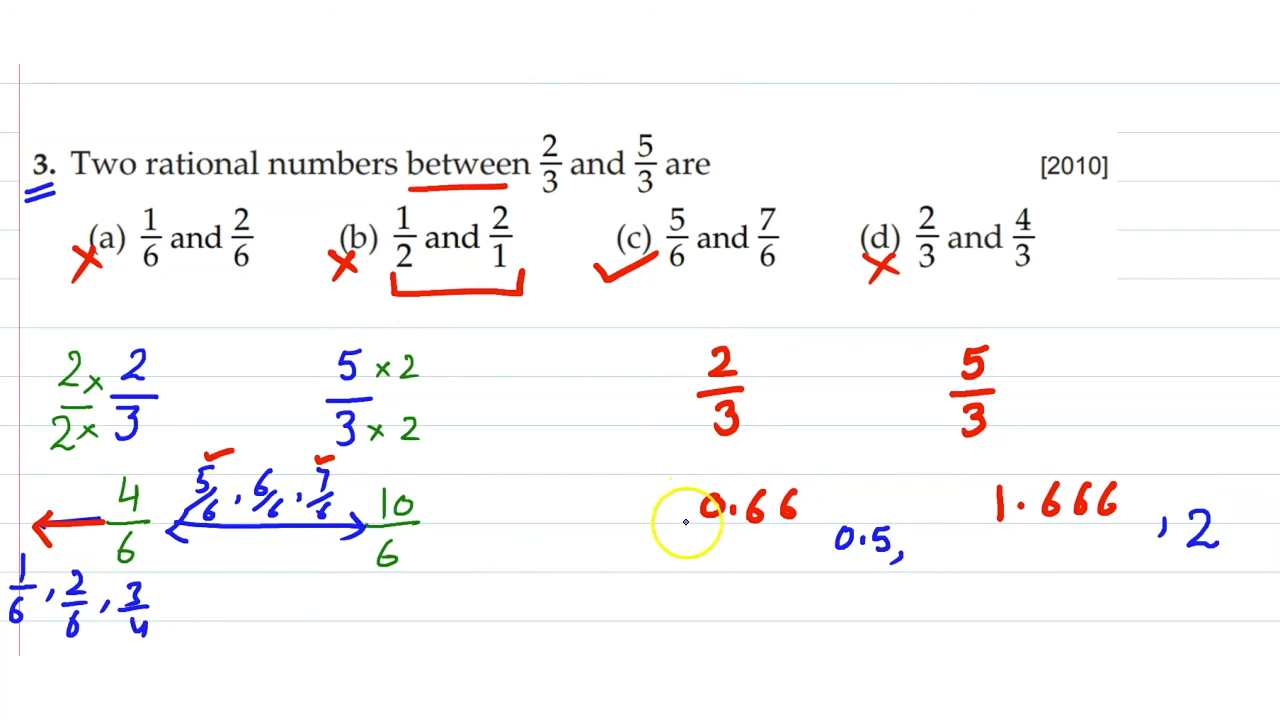 3. Two rational numbers between 2/3 and 5/3 are [2010]
(a) 1/6 and 2/6 (b) 1/2 and 2/1 (c) 5/6 and 7/6 (d) 2/3 and 4/3
2/2 × × 2/3 5/3 × 2 × 2 2/3 5/3
4/6 5/6, 6/6, 7/6 10/6 0.66 0.5, 1.666, 2
1/6, 2/6, 3/4